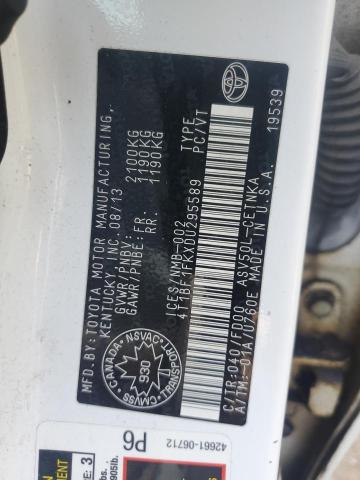 MFD.BY:TOYOTA MOTOR MANUFACTURING,
KENTUCKY, INC. 08/13
GVWR/PNBV: 2100KG
GAWR/PNBE:FR. 1190KG
RR. 1190KG
ICES/NMB-002
4T1BF1FKXDU295589
TYPE
PC/VT
C/TR:040/FD00 ASV50L-CETNKA
A/TM:-01A/U760E MADE IN U.S.A.
19539
CANADA
NSVAC
930
CMVSS
TRANSPORT
42661-06712
P6